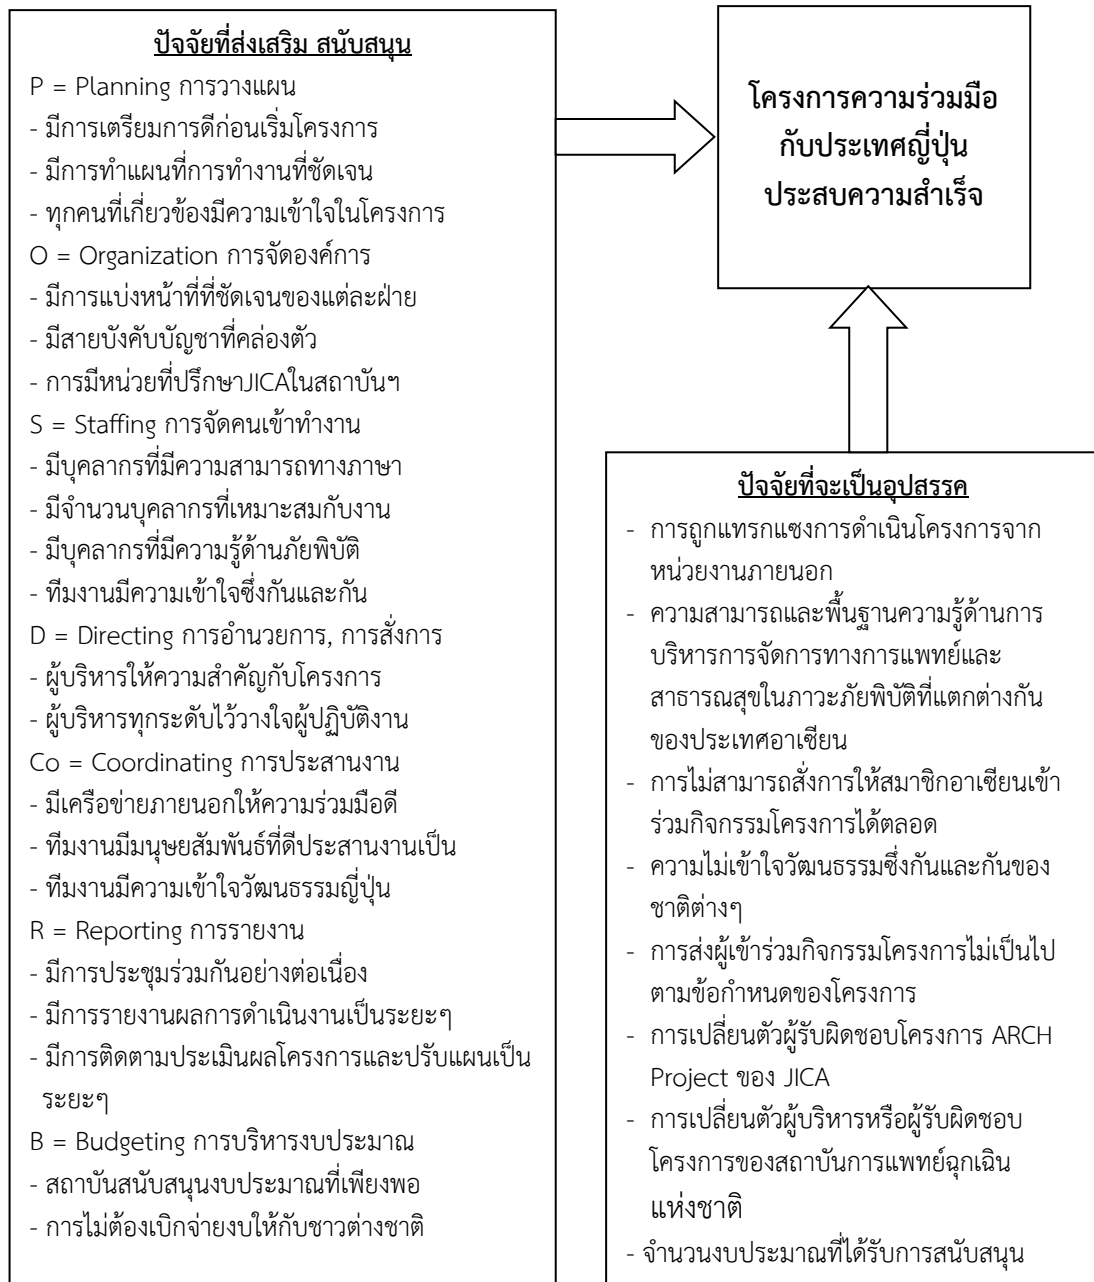 ปัจจัยที่ส่งเสริม สนับสนุน
P = Planning การวางแผน
- มีการเตรียมการดีก่อนเริ่มโครงการ
- มีการทำแผนที่การทำงานที่ชัดเจน
- ทุกคนที่เกี่ยวข้องมีความเข้าใจในโครงการ
O = Organization การจัดองค์การ
- มีการแบ่งหน้าที่ที่ชัดเจนของแต่ละฝ่าย
- มีสายบังคับบัญชาที่คล่องตัว
- การมีหน่วยที่ปรึกษาJICAในสถาบันฯ
S = Staffing การจัดคนเข้าทำงาน
- มีบุคลากรที่มีความสามารถทางภาษา
- มีจำนวนบุคลากรที่เหมาะสมกับงาน
- มีบุคลากรที่มีความรู้ด้านภัยพิบัติ
- ทีมงานมีความเข้าใจซึ่งกันและกัน
D = Directing การอำนวยการ, การสั่งการ
- ผู้บริหารให้ความสำคัญกับโครงการ
- ผู้บริหารทุกระดับไว้วางใจผู้ปฏิบัติงาน
Co = Coordinating การประสานงาน
- มีเครือข่ายภายนอกให้ความร่วมมือดี
- ทีมงานมีมนุษยสัมพันธ์ที่ดีประสานงานเป็น
- ทีมงานมีความเข้าใจวัฒนธรรมญี่ปุ่น
R = Reporting การรายงาน
- มีการประชุมร่วมกันอย่างต่อเนื่อง
- มีการรายงานผลการดำเนินงานเป็นระยะๆ
- มีการติดตามประเมินผลโครงการและปรับแผนเป็น
ระยะๆ
B = Budgeting การบริหารงบประมาณ
- สถาบันสนับสนุนงบประมาณที่เพียงพอ
- การไม่ต้องเบิกจ่ายงบให้กับชาวต่างชาติ
โครงการความร่วมมือ
กับประเทศญี่ปุ่น
ประสบความสำเร็จ
ปัจจัยที่จะเป็นอุปสรรค
- การถูกแทรกแซงการดำเนินโครงการจาก
หน่วยงานภายนอก
- ความสามารถและพื้นฐานความรู้ด้านการ
บริหารการจัดการทางการแพทย์และ
สาธารณสุขในภาวะภัยพิบัติที่แตกต่างกัน
ของประเทศอาเซียน
- การไม่สามารถสั่งการให้สมาชิกอาเซียนเข้า
ร่วมกิจกรรมโครงการได้ตลอด
- ความไม่เข้าใจวัฒนธรรมซึ่งกันและกันของ
ชาติต่างๆ
- การส่งผู้เข้าร่วมกิจกรรมโครงการไม่เป็นไป
ตามข้อกำหนดของโครงการ
- การเปลี่ยนตัวผู้รับผิดชอบโครงการ ARCH
Project ของ JICA
- การเปลี่ยนตัวผู้บริหารหรือผู้รับผิดชอบ
โครงการของสถาบันการแพทย์ฉุกเฉิน
แห่งชาติ
- จำนวนงบประมาณที่ได้รับการสนับสนุน